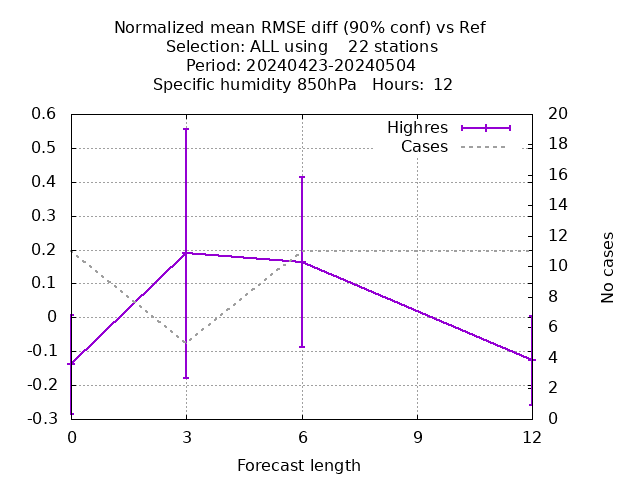 Normalized mean RMSE diff (90% conf) vs Ref
Selection: ALL using    22 stations
Period: 20240423-20240504
Specific humidity 850hPa   Hours:  12
Highres
Cases
0.6
0.5
0.4
0.3
0.2
0.1
0
-0.1
-0.2
-0.3
20
18
16
14
12
10
8
6
4
2
0
No cases
0 3 6 9 12
Forecast length